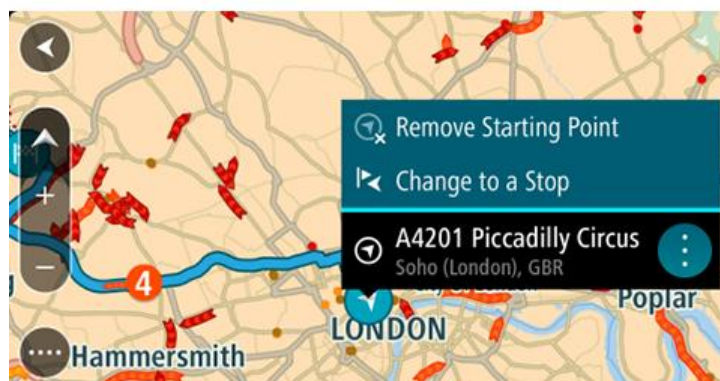 Remove Starting Point
Change to a Stop
A4201 Piccadilly Circus
Soho (London), GBR
4
Poplar
LONDON
Hammersmith